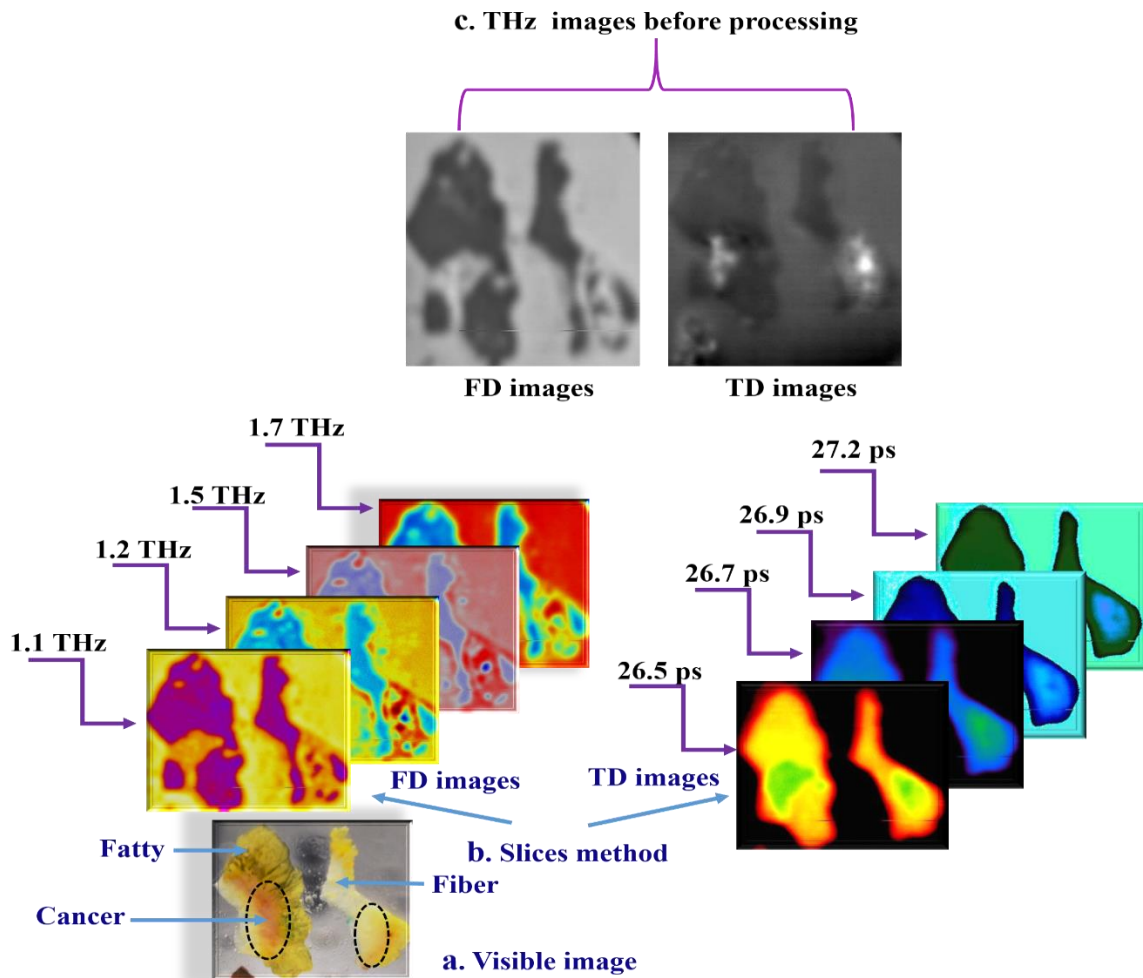 c. THz images before processing
FD images
TD images
1.7 THz
1.5 THz
1.2 THz
1.1 THz
27.2 ps
26.9 ps
26.7 ps
26.5 ps
FD images
TD images
b. Slices method
Fatty
Fiber
Cancer
a. Visible image